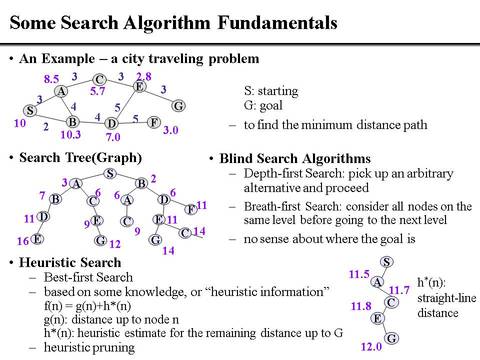 Some Search Algorithm Fundamentals
• An Example – a city traveling problem
8.5 3 C 3 2.8
A 5.7 E 3
3 4 5 G
S 4 5
10 2 B D F 3.0
10.3 7.0
S: starting
G: goal
– to find the minimum distance path
• Search Tree(Graph)
S
3 A B 2
7 B C 6 6 A D 6
11 D 9 E C 9 E 11 F 11
16 E G 12 G 14 C 14
• Blind Search Algorithms
– Depth-first Search: pick up an arbitrary
alternative and proceed
– Breath-first Search: consider all nodes on the
same level before going to the next level
– no sense about where the goal is
• Heuristic Search
– Best-first Search
– based on some knowledge, or “heuristic information”
f(n) = g(n)+h*(n)
g(n): distance up to node n
h*(n): heuristic estimate for the remaining distance up to G
– heuristic pruning
S
11.5 A
11.7 C
11.8 E
G
12.0
h*(n):
straight-line
distance